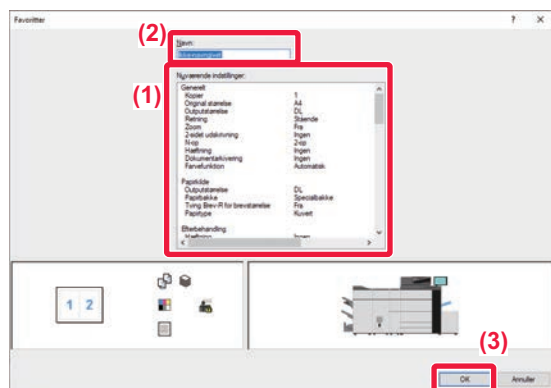 Favoritter ? X
(2)
Navn:
(1)
Nuværende indstillinger:
Generelt
Kopier 1
Original størrelse A4
Outputstørrelse DL
Retning Stående
Zoom Fra
2-sidet udskrivning Ingen
N-op 2-op
Hæftning Ingen
Dokumentarkivering Ingen
Farvefunktion Automatisk
Papirkilde
Outputstørrelse DL
Papirbakke Specialbakke
Tving Brev-R for brevstørrelse Fra
Papirtype Kuvert
Efterbehandling
Hæftning Ingen
1 2
(3)
OK Annuller